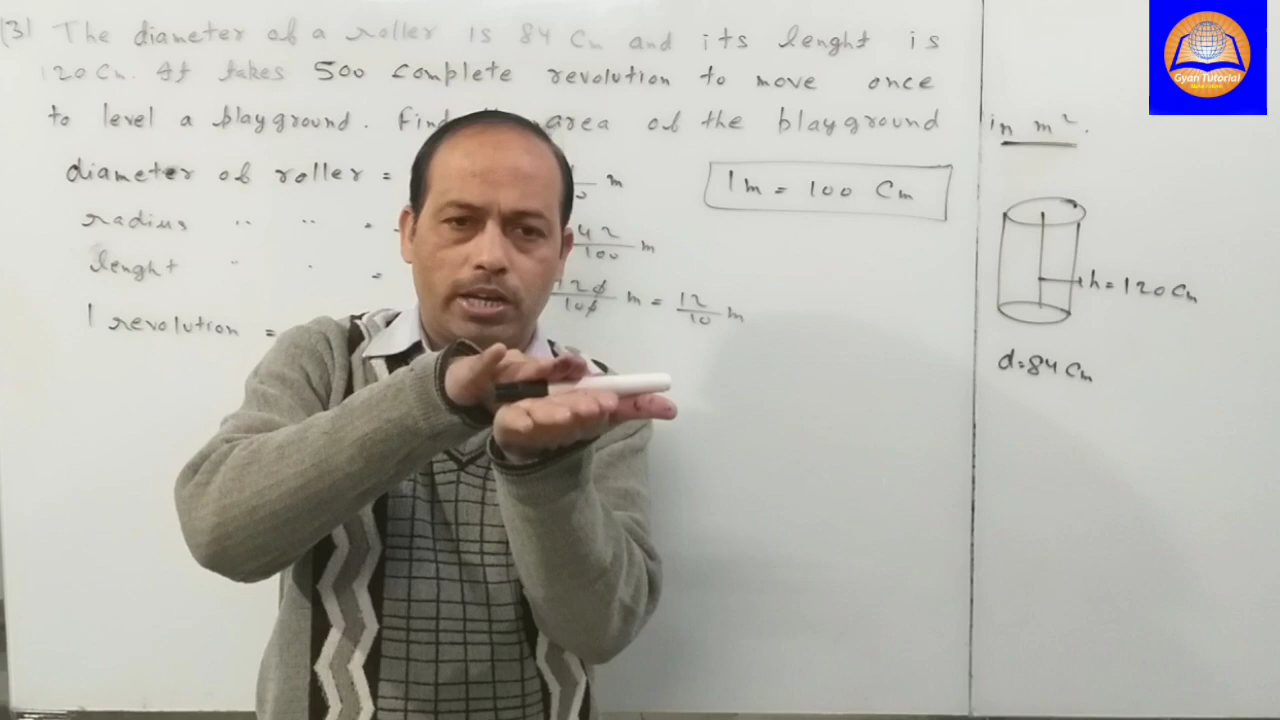 (3) The diameter of a roller is 84 Cm and its lenght is
120 Cm. It takes 500 complete revolution to move once
to level a playground. Find area of the playground in m².
diameter of roller = m
radius " " = 42/100 m
lenght " " = 120/100 m = 12/10 m
1 revolution =
1 m = 100 Cm
h = 120 Cm
d = 84 Cm
Gyan Tutorial